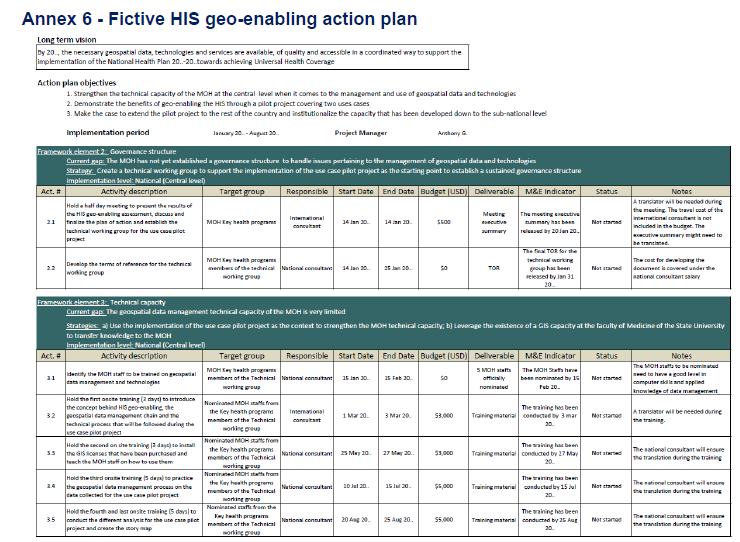 Annex 6 - Fictive HIS geo-enabling action plan
Long term vision
By 20.., the necessary geospatial data, technologies and services are available, of quality and accessible in a coordinated way to support the
implementation of the National Health Plan 20..-20..towards achieving Universal Health Coverage
Action plan objectives
1. Strengthen the technical capacity of the MOH at the central level when it comes to the management and use of geospatial data and technologies
2. Demonstrate the benefits of geo-enabling the HIS through a pilot project covering two uses cases
3. Make the case to extend the pilot project to the rest of the country and institutionalize the capacity that has been developed down to the sub-national level
Implementation period January 20.. - August 20.. Project Manager Anthony G.
Framework element 2: Governance structure
Current gap: The MOH has not yet established a governance structure to handle issues pertaining to the management of geospatial data and technologies
Strategy: Create a technical working group to support the implementation of the use case pilot project as the starting point to establish a sustained governance structure
Implementation level: National (Central level)
Act. # Activity description Target group Responsible Start Date End Date Budget (USD) Deliverable M&E Indicator Status Notes
2.1
Hold a half day meeting to present the results of
the HIS geo-enabling assessment, discuss and
finalize the plan of action and establish the
technical working group for the use case pilot
project
MOH Key health programs
International
consultant
14 Jan 20..
14 Jan 20..
$500
Meeting
executive
summary
The meeting executive
summary has been
released by 20 Jan 20..
Not started
A translator will be needed during
the meeting. The travel cost of the
international consultant is not
included in the budget. The
executive summary might need to
be translated.
2.2
Develop the terms of reference for the technical
working group
MOH Key health programs
members of the technical
working group
National consultant
14 Jan 20..
25 Jan 20..
$0
TOR
The final TOR for the
technical working
group has been
released by Jan 31
20...
Not started
The cost for developing the
document is covered under the
national consultant salary
Framework element 3: Technical capacity
Current gap: The geospatial data management technical capacity of the MOH is very limited
Strategies: a) Use the implementation of the use case pilot project as the context to strengthen the MOH technical capacity; b) Leverage the existence of a GIS capacity at the faculty of Medicine of the State University
to transfer knowledge to the MOH
Implementation level: National (Central level)
Act. # Activity description Target group Responsible Start Date End Date Budget (USD) Deliverable M&E Indicator Status Notes
3.1
Identify the MOH staff to be trained on geospatial
data management and technologies
MOH Key health programs
members of the Technical
working group
National consultant
15 Jan 20..
15 Feb 20..
$0
5 MOH staffs
officially
nominated
The MOH Staffs have
been nominated by 15
Feb 20..
Not started
The MOH staffs to be nominated
need to have a good level in
computer skills and applied
knowledge of data management
3.2
Hold the first onsite training (3 days) to introduce
the concept behind HIS geo-enabling, the
geospatial data management chain and the
technical process that will be followed during the
use case pilot project
Nominated MOH staffs from
the Key health programs
members of the Technical
working group
International
consultant
1 Mar 20..
3 Mar 20..
$3,000
Training material
The training has been
conducted by 3 mar
20..
Not started
A translator will be needed during
the training.
3.3
Hold the second on site training (3 days) to install
the GIS licenses that have been purchased and
teach the MOH staff on how to use them
Nominated MOH staffs from
the Key health programs
members of the Technical
working group
National consultant
25 May 20..
27 May 20..
$3,000
Training material
The training has been
conducted by 27 May
20..
Not started
The national consultant will ensure
the translation during the training
3.4
Hold the third onsite training (5 days) to practice
the geospatial data management process on the
data collected for the use case pilot project
Nominated MOH staffs from
the Key health programs
members of the Technical
working group
National consultant
10 Jul 20..
15 Jul 20..
$5,000
Training material
The training has been
conducted by 15 Jul
20..
Not started
The national consultant will ensure
the translation during the training
3.5
Hold the fourth and last onsite training (5 days) to
conduct the different analysis for the use case pilot
project and create the story map
Nominated staffs from the
Key health programs
members of the Technical
working group
National consultant
20 Aug 20..
25 Aug 20..
$5,000
Training material
The training has been
conducted by 25 Aug
20..
Not started
The national consultant will ensure
the translation during the training